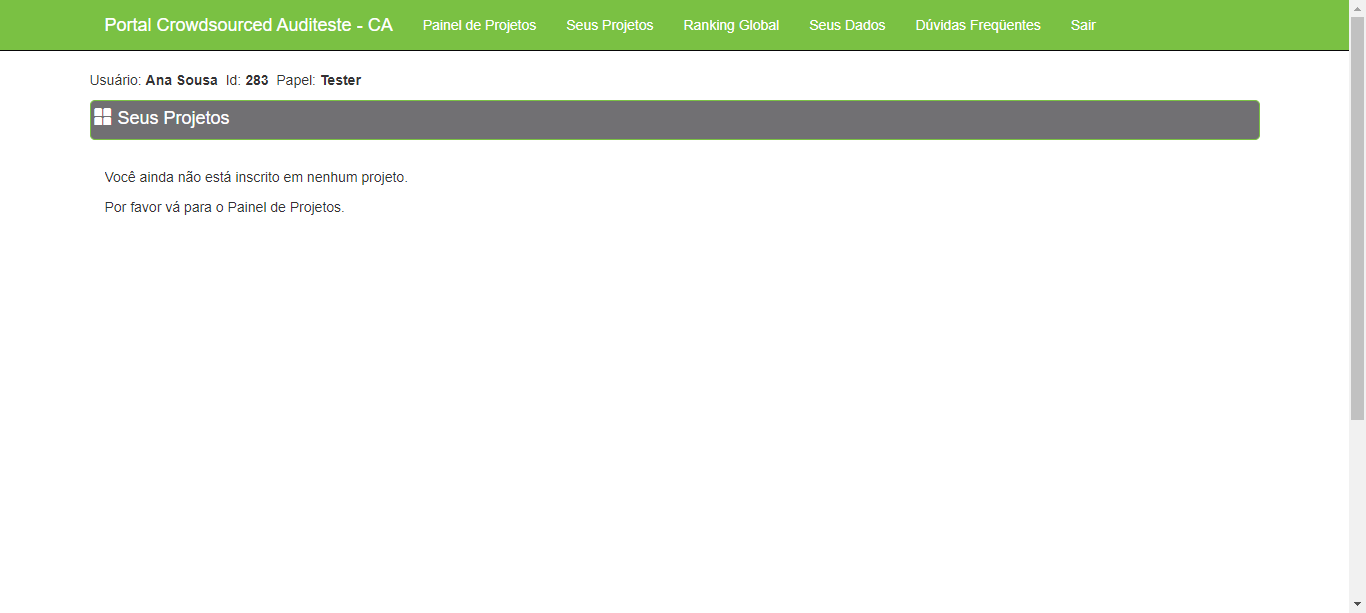 Portal Crowdsourced Auditeste - CA Painel de Projetos Seus Projetos Ranking Global Seus Dados Dúvidas Freqüentes Sair
Usuário: Ana Sousa Id: 283 Papel: Tester
Seus Projetos
Você ainda não está inscrito em nenhum projeto.
Por favor vá para o Painel de Projetos.